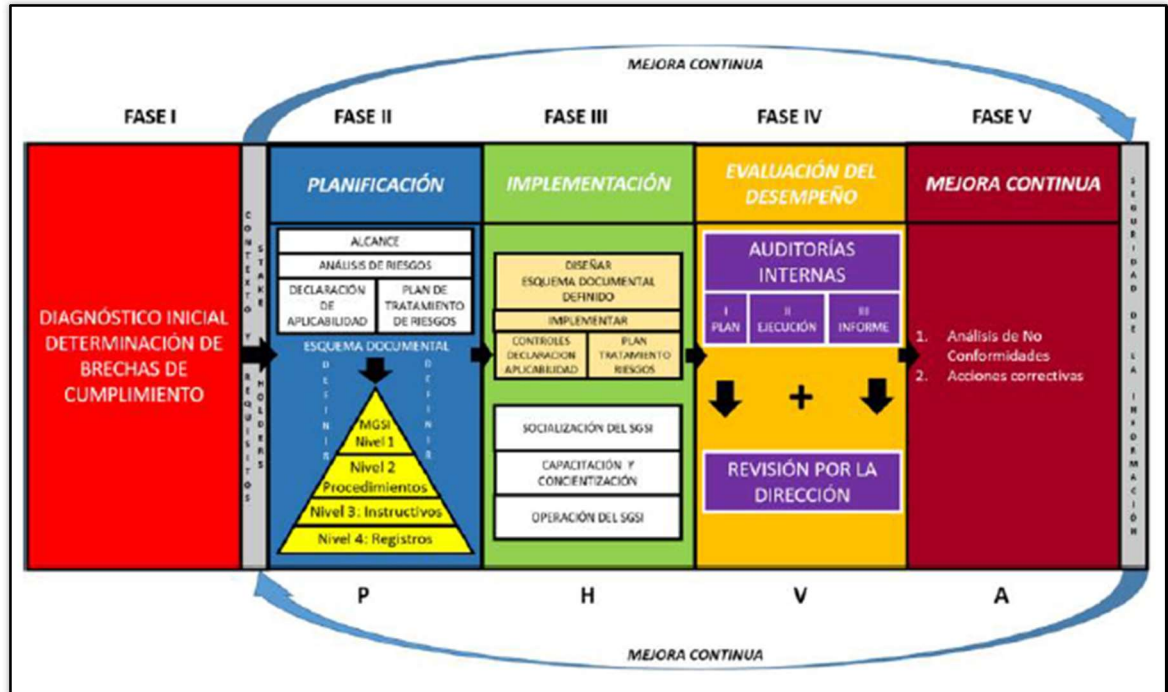 MEJORA CONTINUA
FASE I
FASE II
FASE III
FASE IV
FASE V
DIAGNÓSTICO INICIAL
DETERMINACIÓN DE
BRECHAS DE
CUMPLIMIENTO
CONTEXTO Y REQUISITOS
STAKE HOLDERS
PLANIFICACIÓN
ALCANCE
ANÁLISIS DE RIESGOS
DECLARACIÓN
DE
APLICABILIDAD
PLAN DE
TRATAMIENTO
DE RIESGOS
ESQUEMA DOCUMENTAL
DEFINIR
DEFINIR
MGSI
Nivel 1
Nivel 2
Procedimientos
Nivel 3: Instructivos
Nivel 4: Registros
IMPLEMENTACIÓN
DISEÑAR
ESQUEMA DOCUMENTAL
DEFINIDO
IMPLEMENTAR
CONTROLES
DECLARACION
APLICABILIDAD
PLAN
TRATAMIENTO
RIESGOS
SOCIALIZACIÓN DEL SGSI
CAPACITACIÓN Y
CONCIENTIZACIÓN
OPERACIÓN DEL SGSI
EVALUACIÓN DEL
DESEMPEÑO
AUDITORÍAS
INTERNAS
I
PLAN
II
EJECUCIÓN
III
INFORME
+
REVISIÓN POR LA
DIRECCIÓN
MEJORA CONTINUA
1. Análisis de No
Conformidades
2. Acciones correctivas
SEGURIDAD DE LA INFORMACIÓN
P
H
V
A
MEJORA CONTINUA